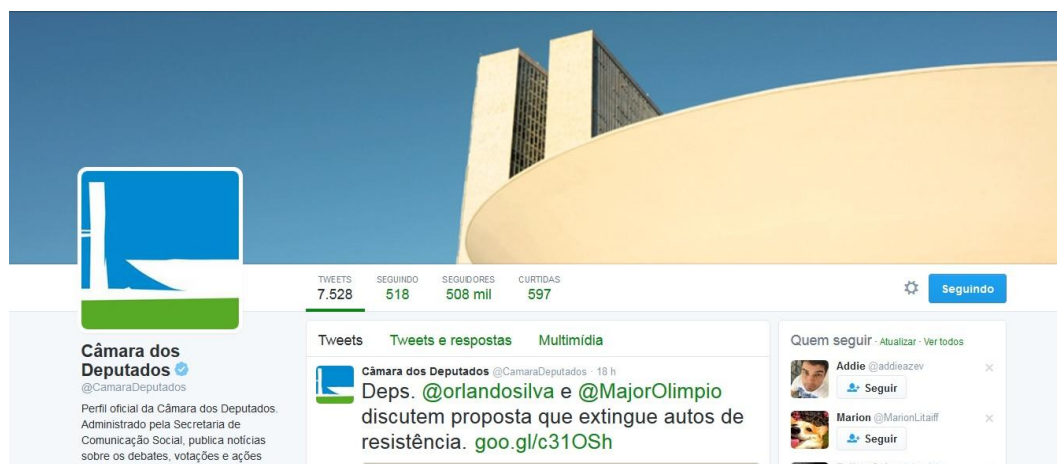 TWEETS SEGUINDO SEGUIDORES CURTIDAS
7.528 518 508 mil 597
Seguindo
Câmara dos
Deputados
@CamaraDeputados
Perfil oficial da Câmara dos Deputados.
Administrado pela Secretaria de
Comunicação Social, publica notícias
sobre os debates, votações e ações
Tweets Tweets e respostas Multimídia
Câmara dos Deputados @CamaraDeputados · 18 h
Deps. @orlandosilva e @MajorOlimpio
discutem proposta que extingue autos de
resistência. goo.gl/c31OSh
Quem seguir · Atualizar · Ver todos
Addie @addieazev
Seguir
Marion @MarionLitaiff
Seguir